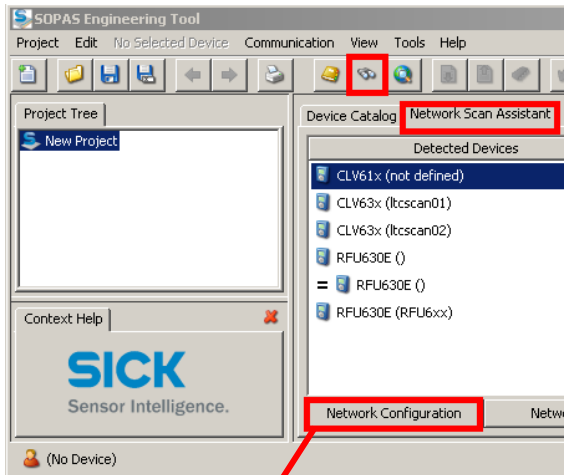 SOPAS Engineering Tool
Project Edit No Selected Device Communication View Tools Help
Project Tree
New Project
Device Catalog Network Scan Assistant
Detected Devices
CLV61x (not defined)
CLV63x (ltcscan01)
CLV63x (ltcscan02)
RFU630E ()
= RFU630E ()
RFU630E (RFU6xx)
Context Help
SICK
Sensor Intelligence.
Network Configuration
(No Device)